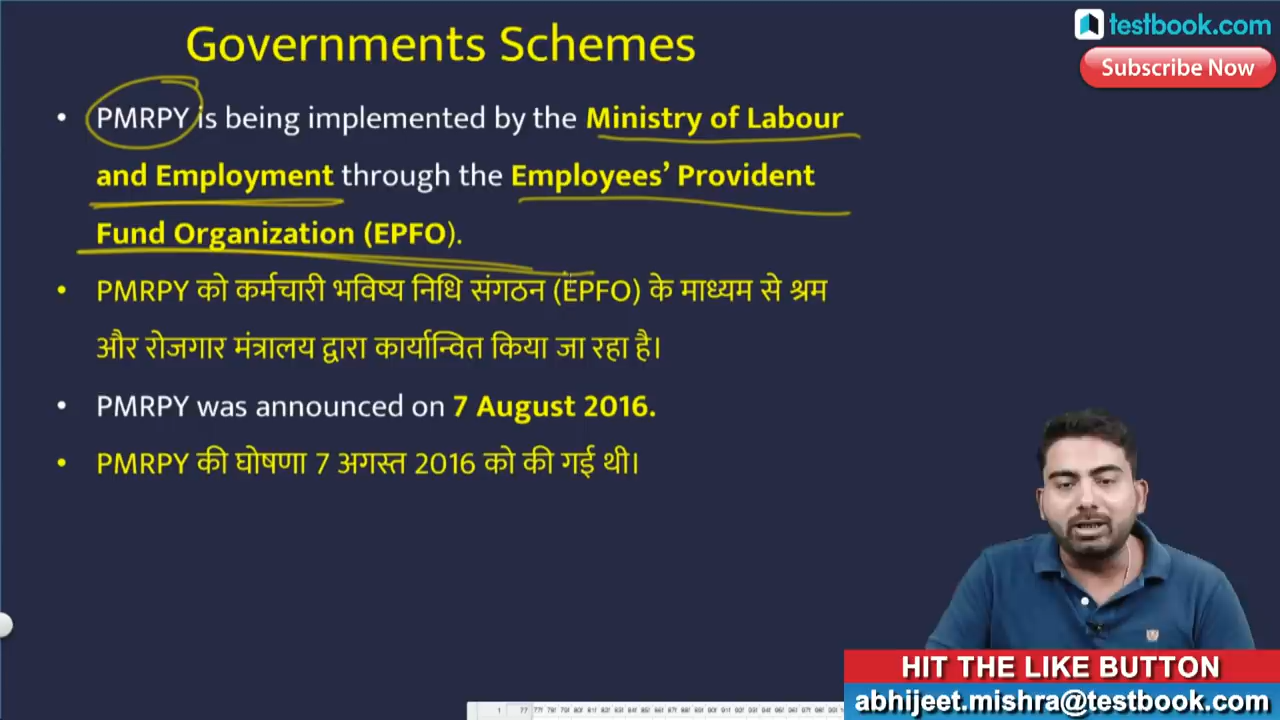 Governments Schemes
testbook.com
Subscribe Now
• PMRPY is being implemented by the Ministry of Labour
and Employment through the Employees’ Provident
Fund Organization (EPFO).
• PMRPY को कर्मचारी भविष्य निधि संगठन (EPFO) के माध्यम से श्रम
और रोजगार मंत्रालय द्वारा कार्यान्वित किया जा रहा है।
• PMRPY was announced on 7 August 2016.
• PMRPY की घोषणा 7 अगस्त 2016 को की गई थी।
HIT THE LIKE BUTTON
abhijeet.mishra@testbook.com